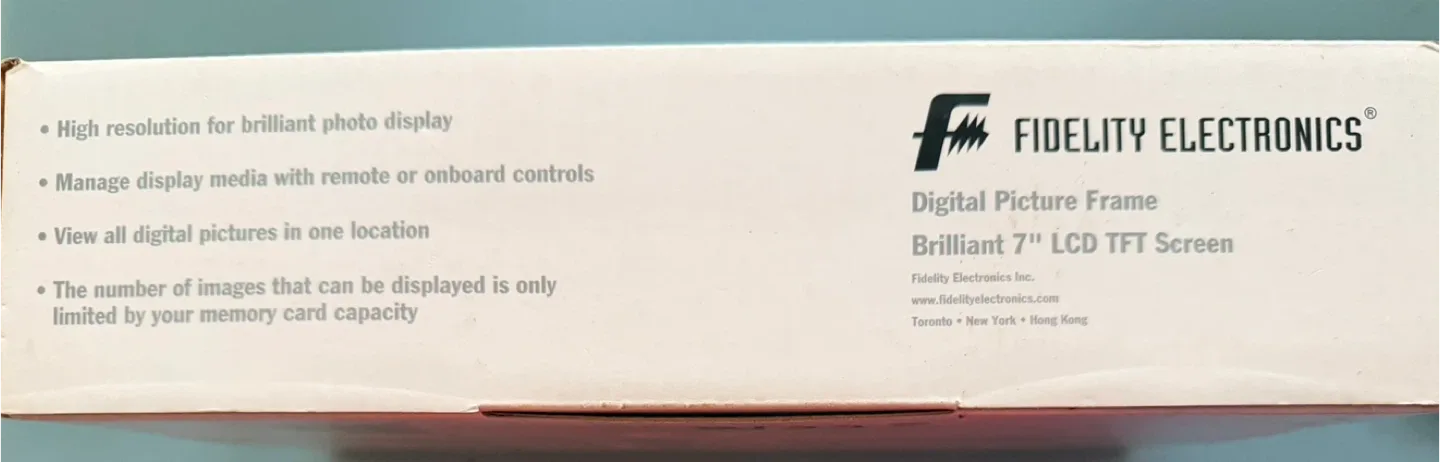 • High resolution for brilliant photo display
• Manage display media with remote or onboard controls
• View all digital pictures in one location
• The number of images that can be displayed is only
limited by your memory card capacity
FIDELITY ELECTRONICS®
Digital Picture Frame
Brilliant 7" LCD TFT Screen
Fidelity Electronics Inc.
www.fidelityelectronics.com
Toronto • New York • Hong Kong